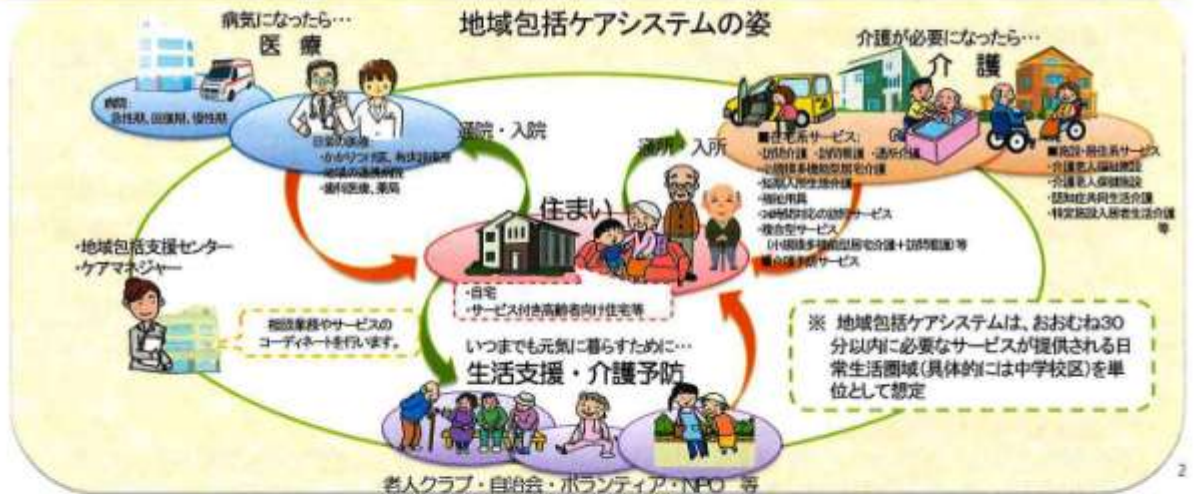 地域包括ケアシステムの姿
病気になったら…
医 療
病院:
急性期、回復期、慢性期
日常の医療:
・かかりつけ医、有床診療所
・地域の連携病院
・歯科医療、薬局
通院・入院
通所・入所
介護が必要になったら…
介 護
■在宅系サービス:
・訪問介護 ・訪問看護 ・通所介護
・小規模多機能型居宅介護
・短期入所生活介護
・福祉用具
・24時間対応の訪問サービス
・複合型サービス
(小規模多機能型居宅介護+訪問看護)等
■介護予防サービス
■施設・居住系サービス
・介護老人福祉施設
・介護老人保健施設
・認知症共同生活介護
・特定施設入居者生活介護
等
住まい
・自宅
・サービス付き高齢者向け住宅等
・地域包括支援センター
・ケアマネジャー
相談業務やサービスの
コーディネートを行います。
いつまでも元気に暮らすために…
生活支援・介護予防
老人クラブ・自治会・ボランティア・NPO 等
※ 地域包括ケアシステムは、おおむね30
分以内に必要なサービスが提供される日
常生活圏域(具体的には中学校区)を単
位として想定
2